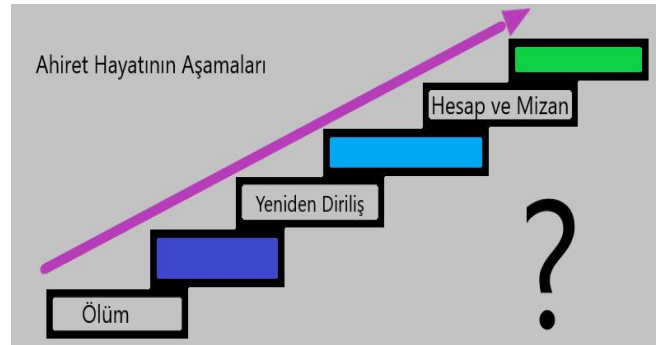 Ahiret Hayatının Aşamaları
Hesap ve Mizan
Yeniden Diriliş
Ölüm
?